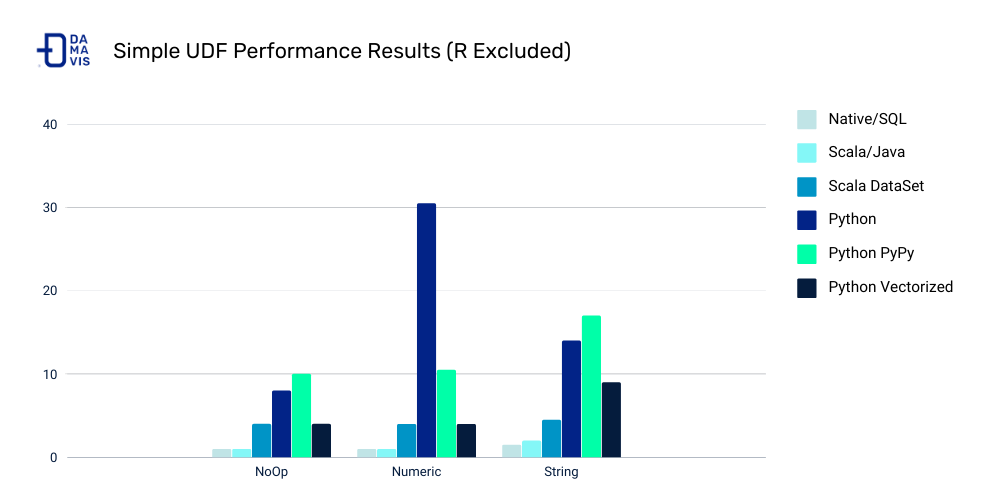 DA
MA
VIS
Simple UDF Performance Results (R Excluded)
40
30
20
10
0
NoOp
Numeric
String
Native/SQL
Scala/Java
Scala DataSet
Python
Python PyPy
Python Vectorized